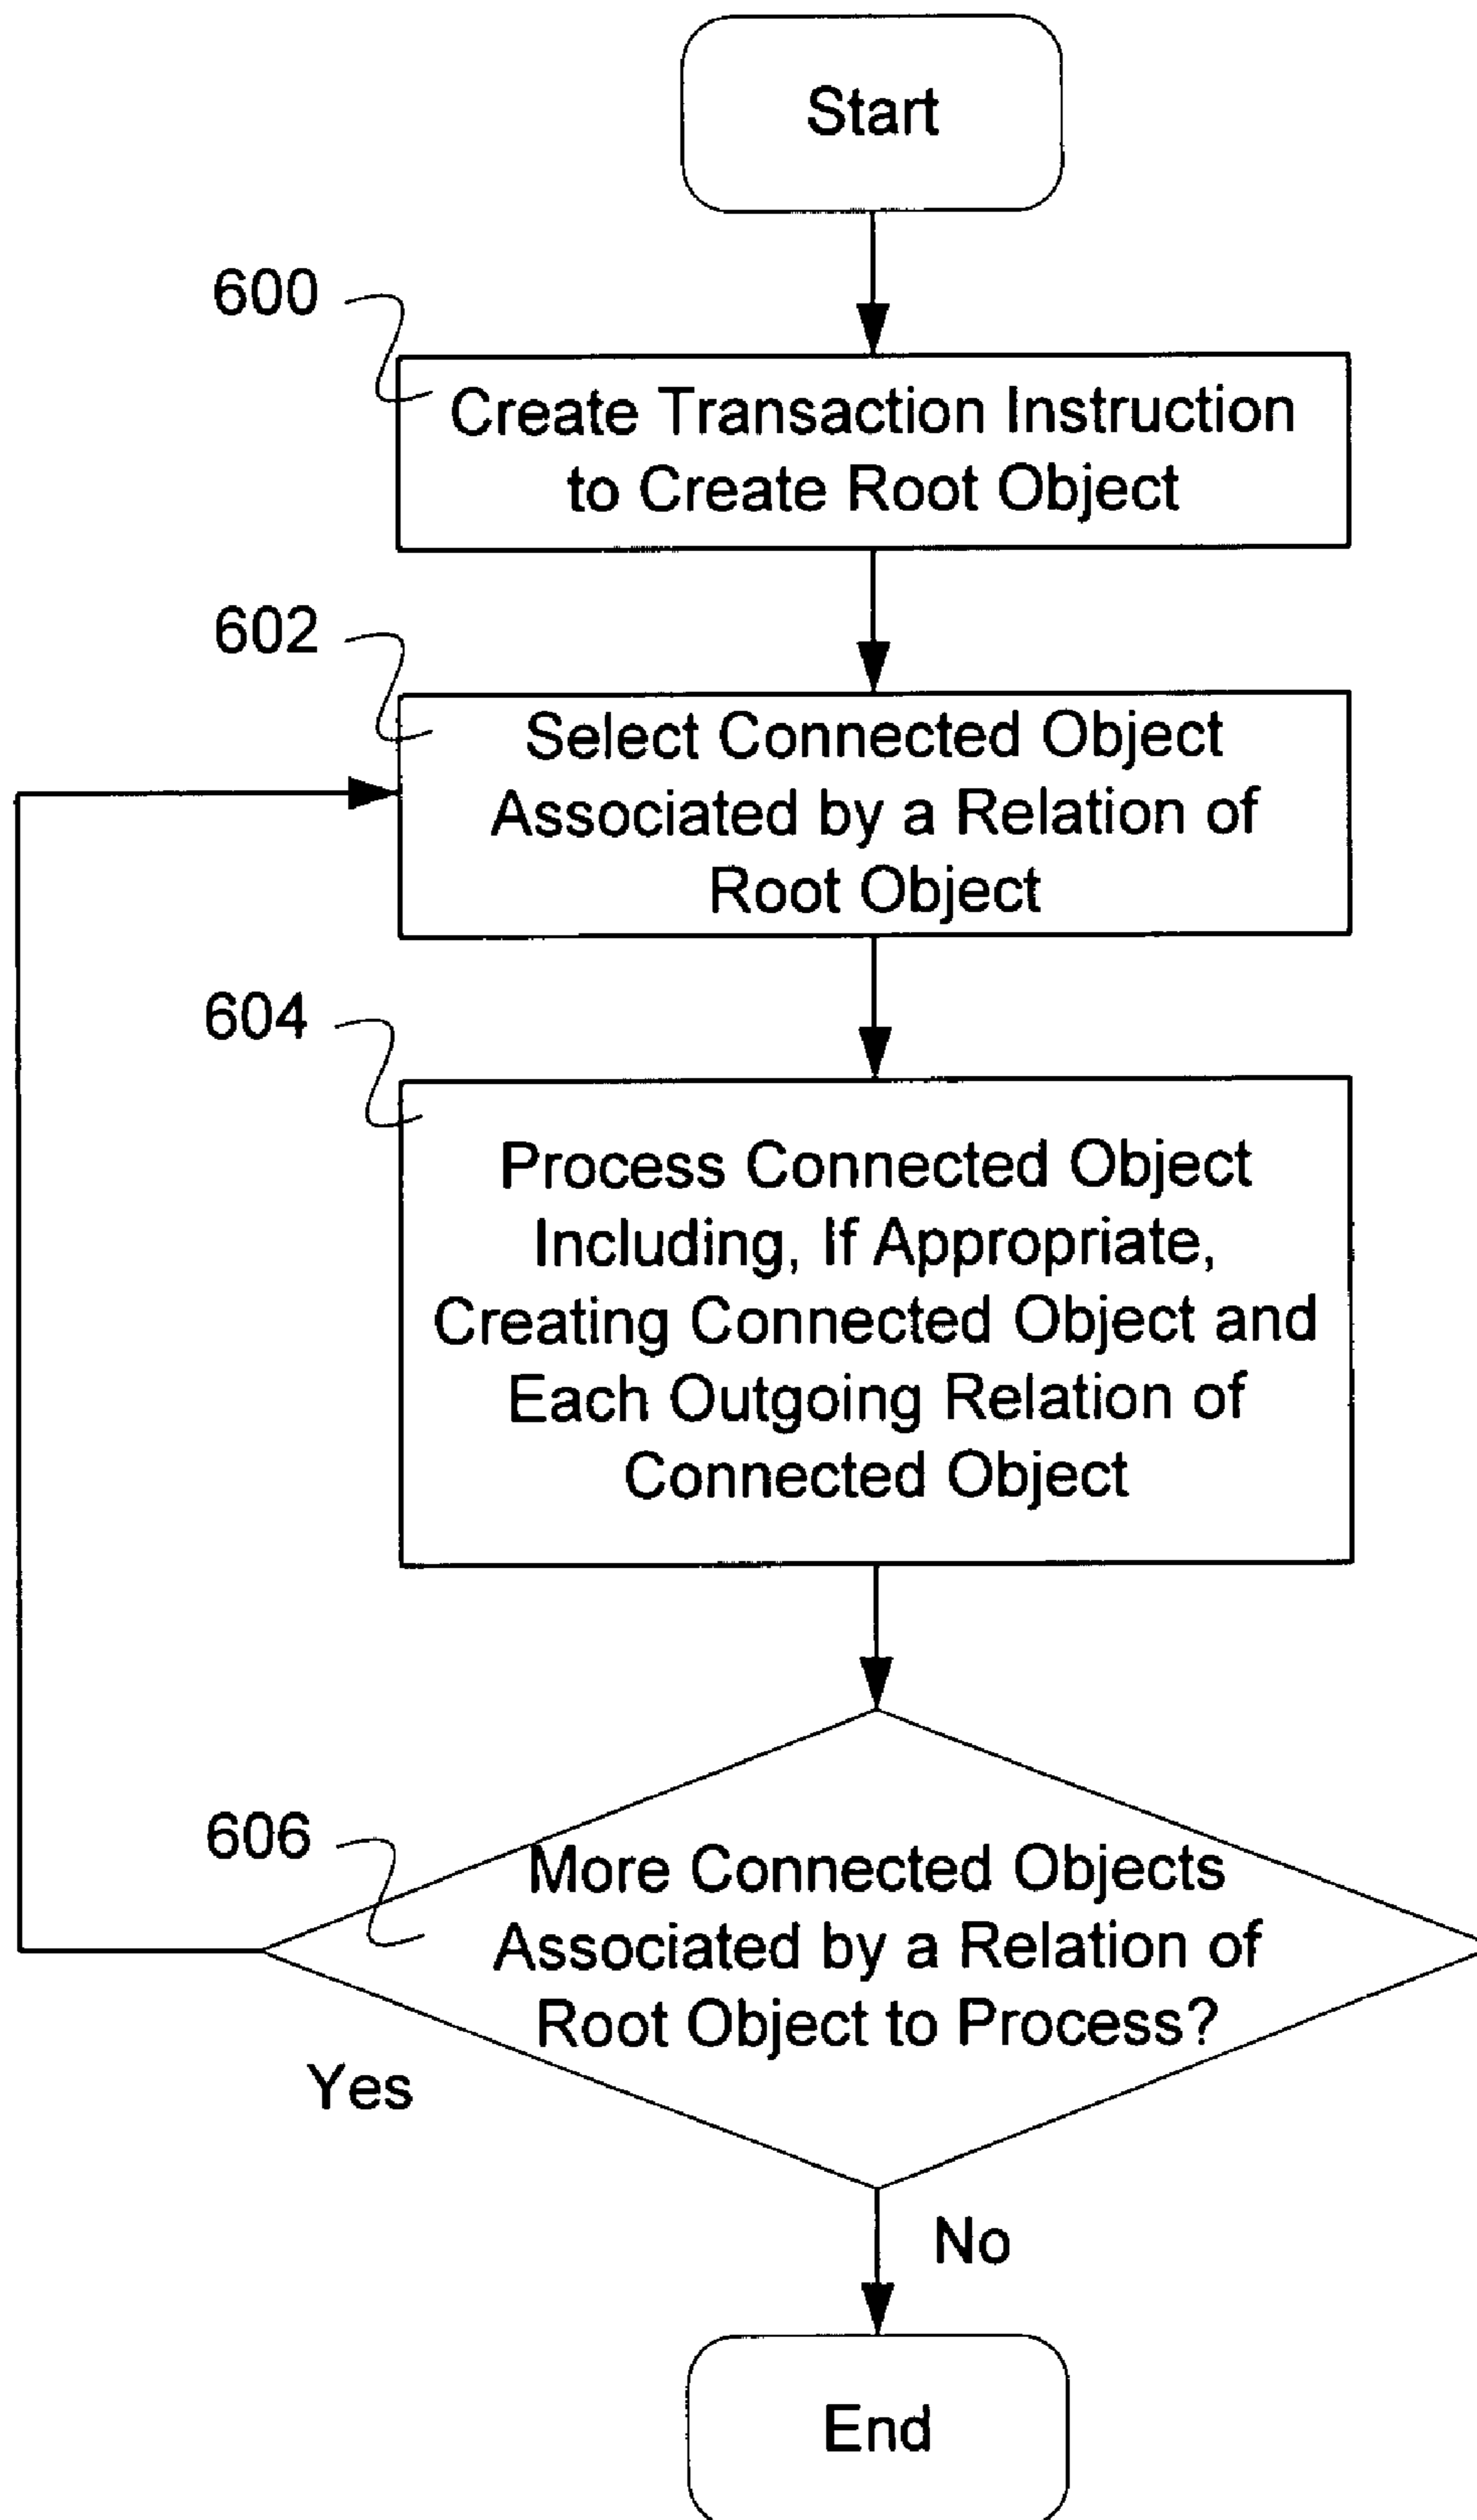 Start
600
Create Transaction Instruction
to Create Root Object
602
Select Connected Object
Associated by a Relation of
Root Object
604
Process Connected Object
Including, If Appropriate,
Creating Connected Object and
Each Outgoing Relation of
Connected Object
606
More Connected Objects
Associated by a Relation of
Root Object to Process?
Yes
No
End